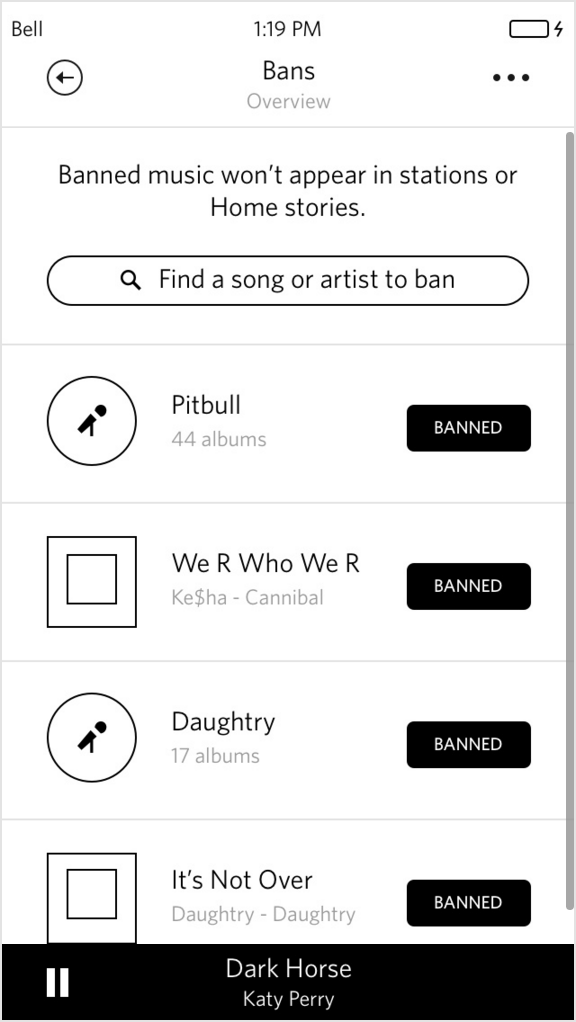 Bell
1:19 PM
Bans
Overview
Banned music won’t appear in stations or
Home stories.
Find a song or artist to ban
Pitbull
44 albums
BANNED
We R Who We R
Ke$ha - Cannibal
BANNED
Daughtry
17 albums
BANNED
It’s Not Over
Daughtry - Daughtry
BANNED
Dark Horse
Katy Perry